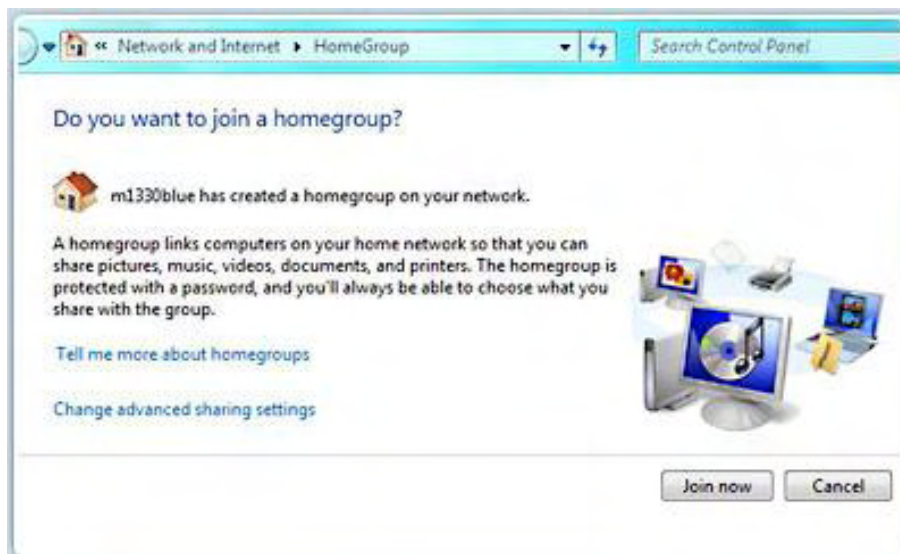 « Network and Internet ▸ HomeGroup
Search Control Panel
Do you want to join a homegroup?
m1330blue has created a homegroup on your network.
A homegroup links computers on your home network so that you can
share pictures, music, videos, documents, and printers. The homegroup is
protected with a password, and you'll always be able to choose what you
share with the group.
Tell me more about homegroups
Change advanced sharing settings
Join now
Cancel